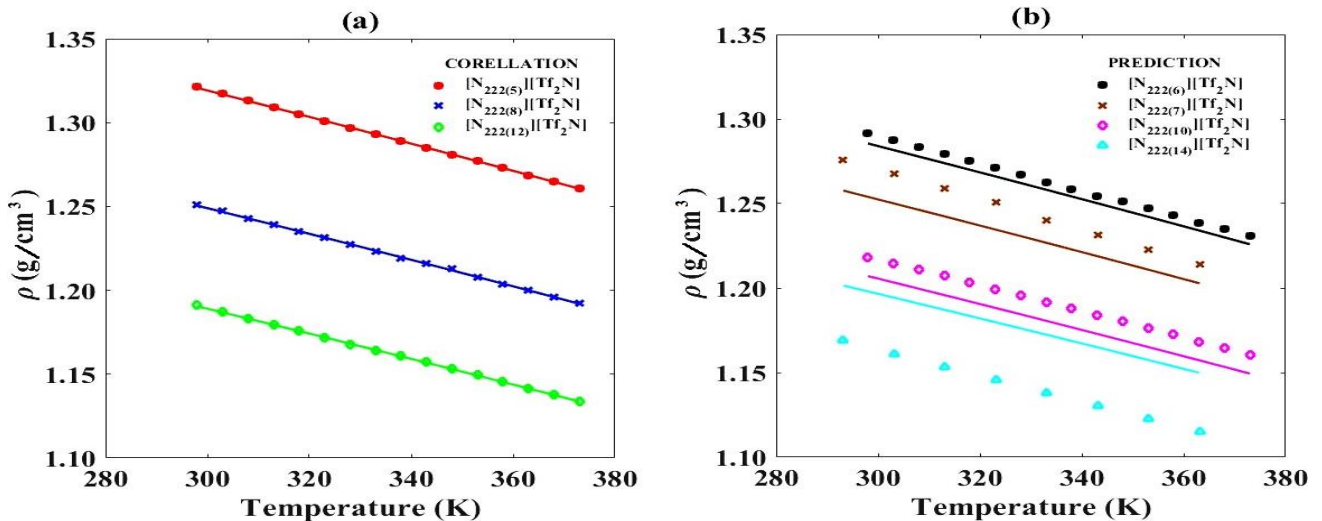 (a)
1.35
1.30
1.25
1.20
1.15
1.10
280
300
320
340
360
380
ρ (g/cm³)
Temperature (K)
CORELLATION
[N₂₂₂₍₅₎][Tf₂N]
[N₂₂₂₍₈₎][Tf₂N]
[N₂₂₂₍₁₂₎][Tf₂N]
(b)
1.35
1.30
1.25
1.20
1.15
1.10
280
300
320
340
360
380
ρ (g/cm³)
Temperature (K)
PREDICTION
[N₂₂₂₍₆₎][Tf₂N]
[N₂₂₂₍₇₎][Tf₂N]
[N₂₂₂₍₁₀₎][Tf₂N]
[N₂₂₂₍₁₄₎][Tf₂N]